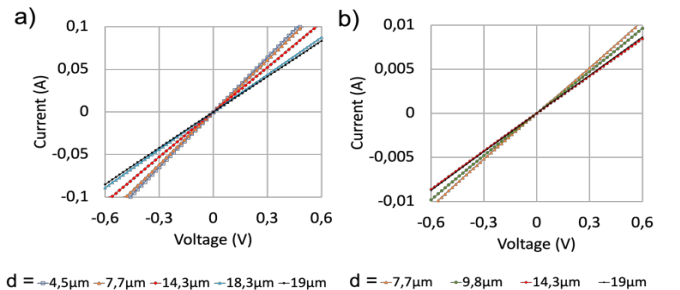 a)
0,1
0,05
0
-0,05
-0,1
Current (A)
-0,6 -0,3 0 0,3 0,6
Voltage (V)
d = 4,5μm 7,7μm 14,3μm 18,3μm 19μm
b)
0,01
0,005
0
-0,005
-0,01
Current (A)
-0,6 -0,3 0 0,3 0,6
Voltage (V)
d = 7,7μm 9,8μm 14,3μm 19μm